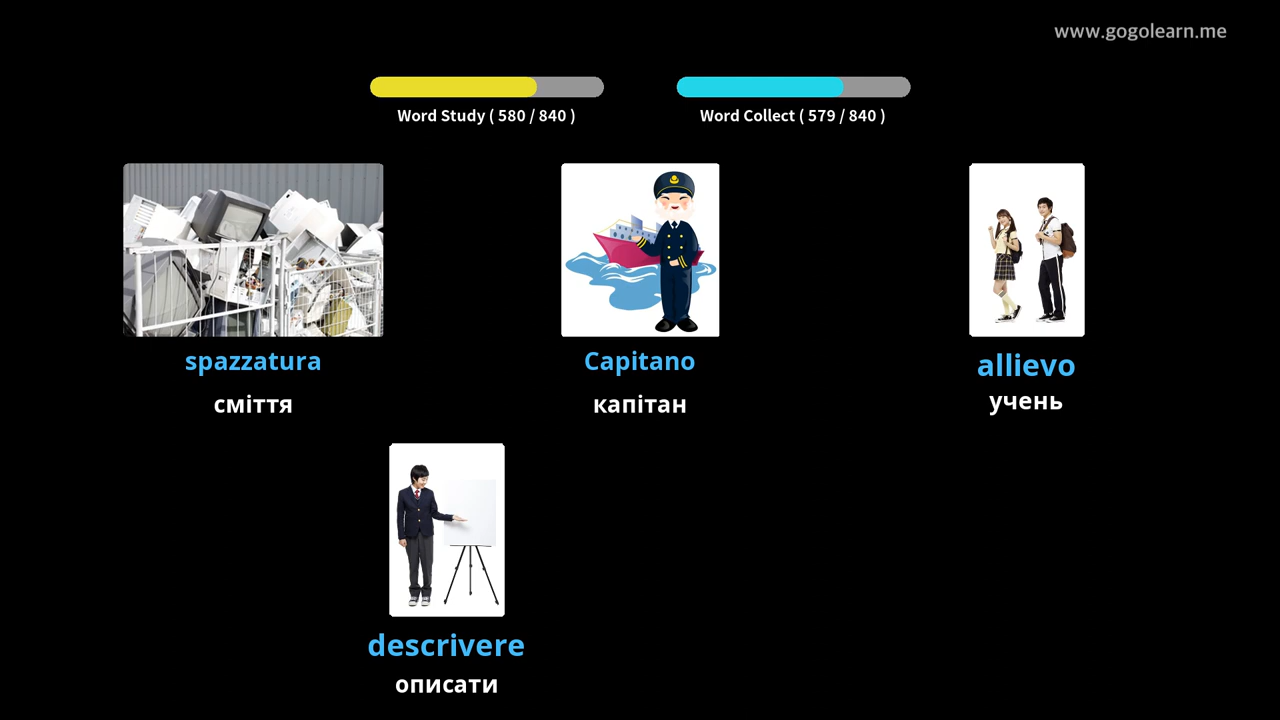 www.gogolearn.me
Word Study ( 580 / 840 )
Word Collect ( 579 / 840 )
spazzatura
Capitano
allievo
сміття
капітан
учень
descrivere
описати